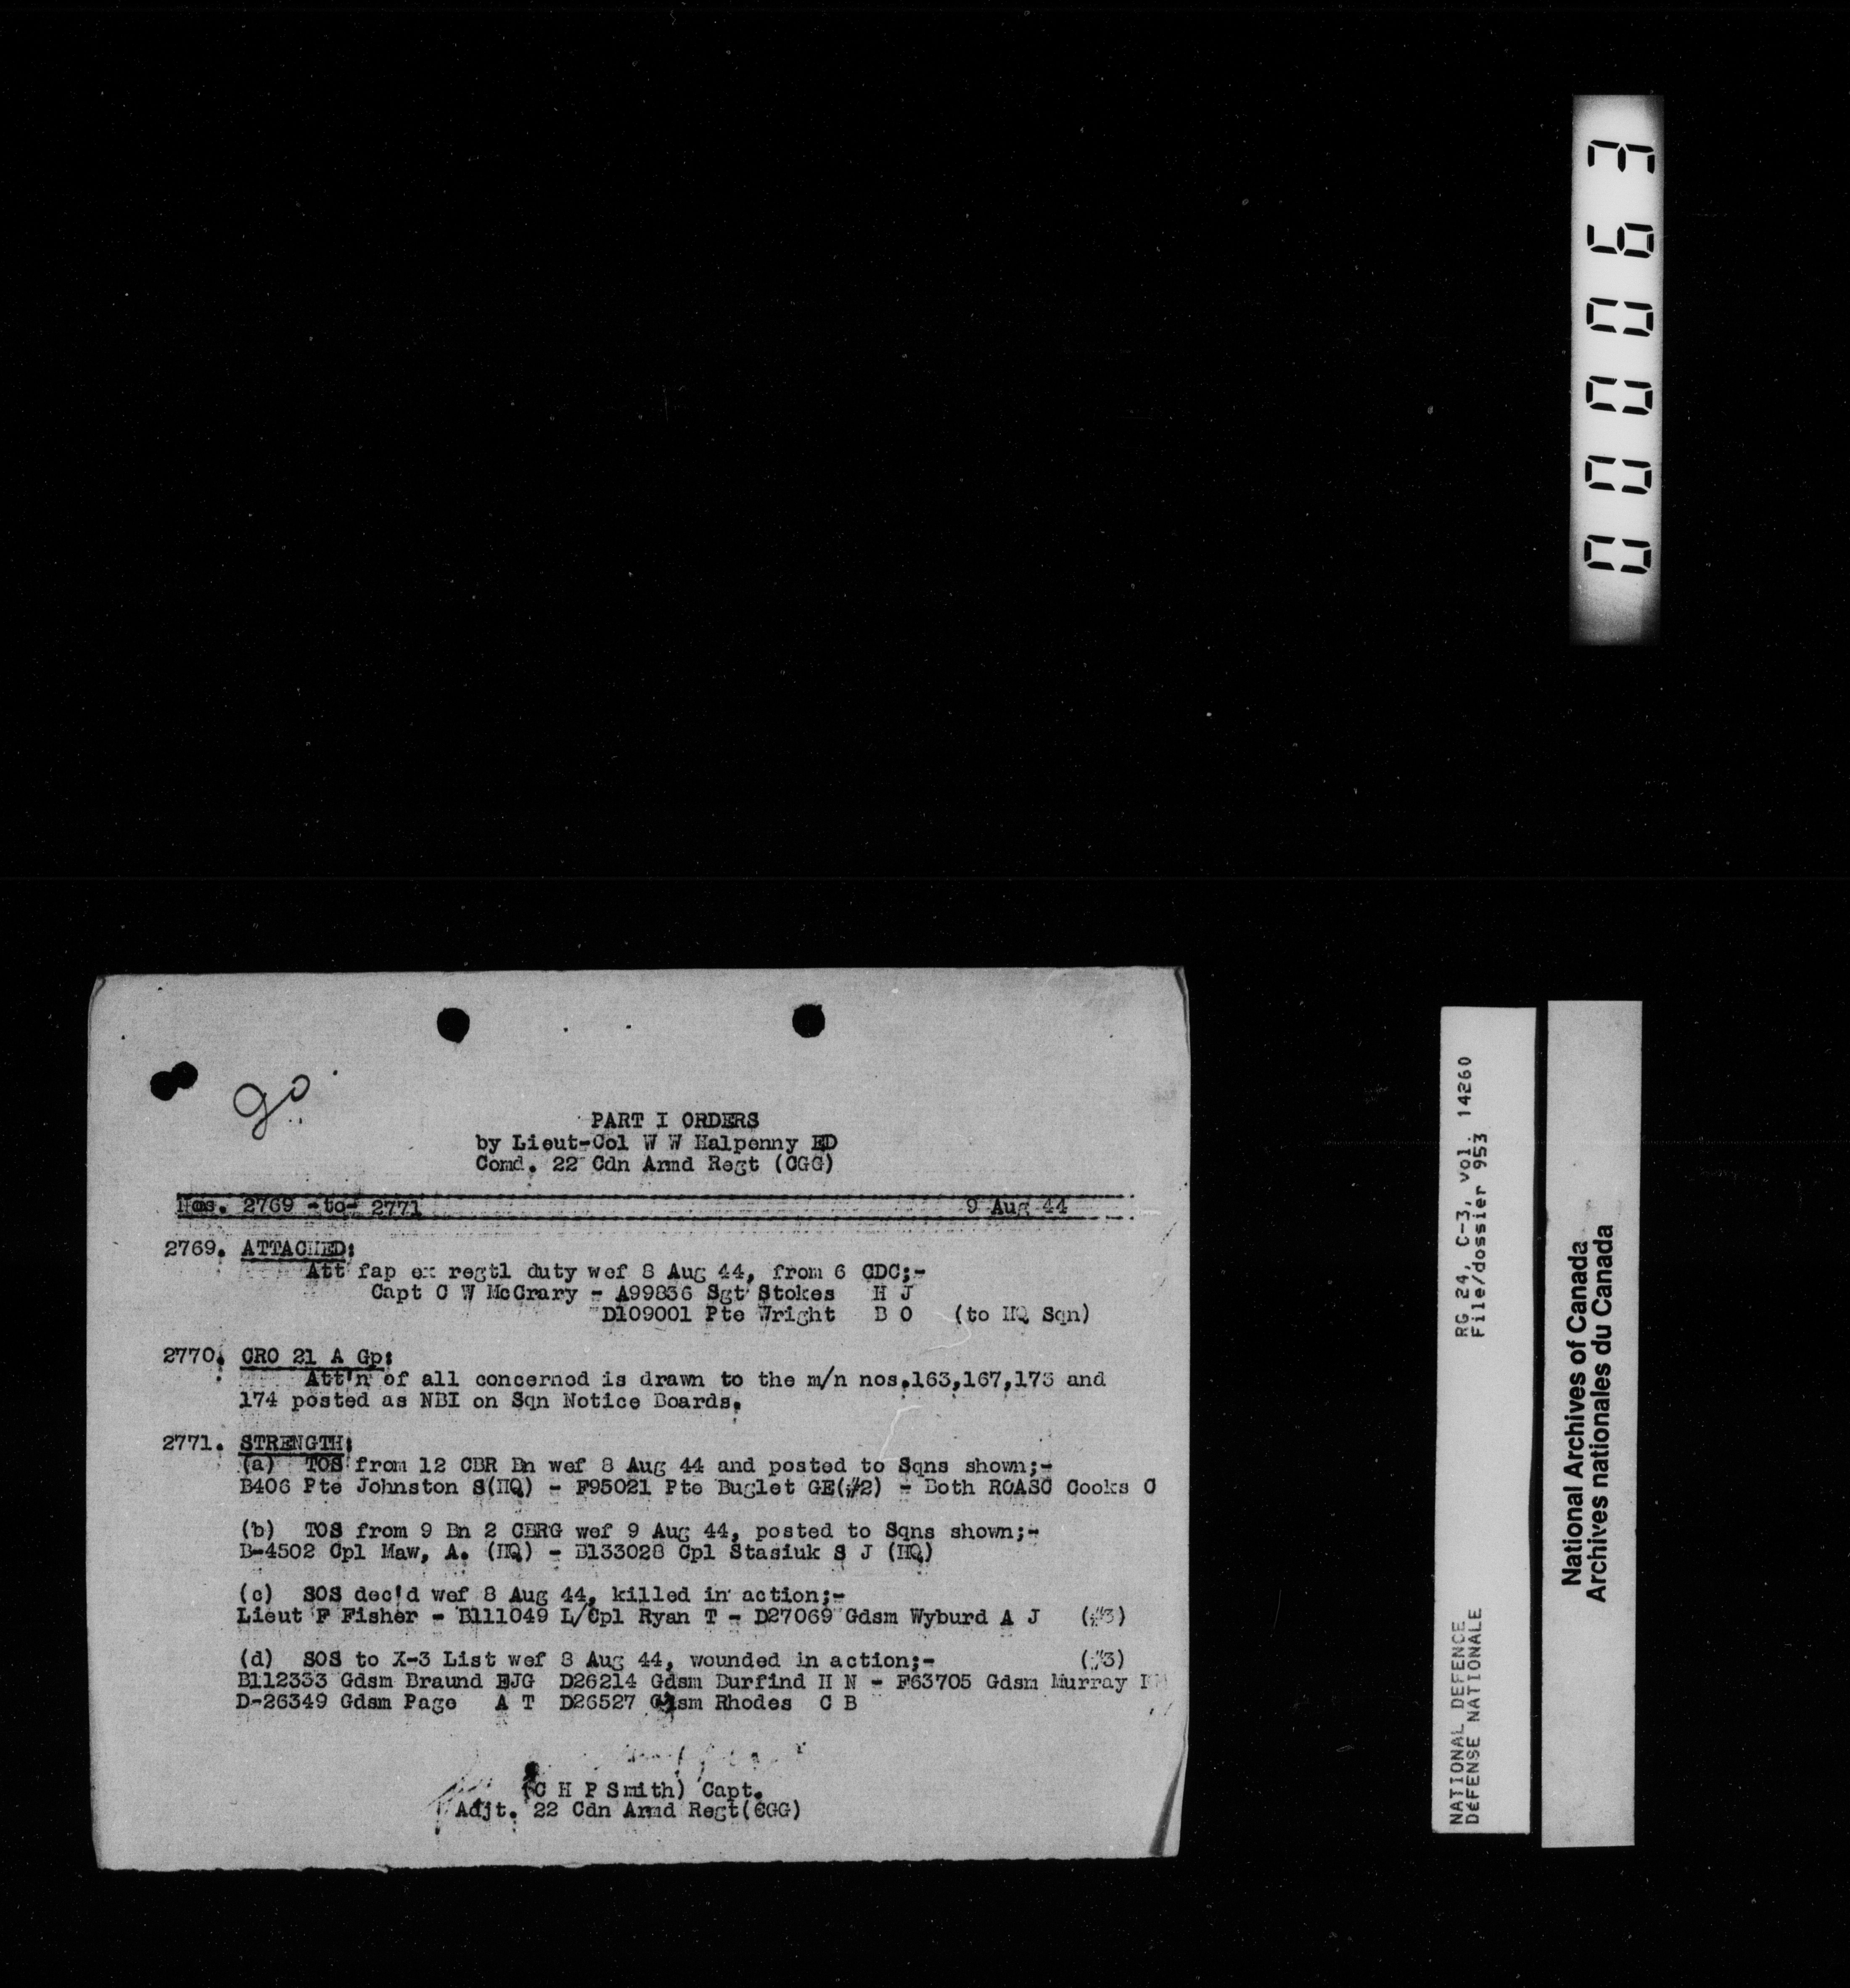 000063
go
PART I ORDERS
by Lieut-Col W W Halpenny ED
Comd. 22 Cdn Armd Regt (CGG)
Nos. 2769 -to- 2771 9 Aug 44
2769. ATTACHED:
Att fap ex regtl duty wef 8 Aug 44, from 6 CDC;-
Capt C W McCrary - A99836 Sgt Stokes H J
D109001 Pte Wright B O (to HQ Sqn)
2770. CRO 21 A Gp:
Att'n of all concerned is drawn to the m/n nos.163,167,173 and
174 posted as NBI on Sqn Notice Boards.
2771. STRENGTH:
(a) TOS from 12 CBR Bn wef 8 Aug 44 and posted to Sqns shown;-
B406 Pte Johnston S(HQ) - F95021 Pte Buglet GE(#2) - Both RCASC Cooks C
(b) TOS from 9 Bn 2 CBRG wef 9 Aug 44, posted to Sqns shown;-
B-4502 Cpl Maw, A. (HQ) - B133028 Cpl Stasiuk S J (HQ)
(c) SOS dec'd wef 8 Aug 44, killed in action;-
Lieut F Fisher - B111049 L/Cpl Ryan T - D27069 Gdsm Wyburd A J (#3)
(d) SOS to X-3 List wef 8 Aug 44, wounded in action;- (#3)
B112333 Gdsm Braund EJG D26214 Gdsm Burfind H N - F63705 Gdsm Murray
D-26349 Gdsm Page A T D26527 Gdsm Rhodes C B
(C H P Smith) Capt.
Adjt. 22 Cdn Armd Regt(CGG)
NATIONAL DEFENCE RG 24, C-3, vol. 14260
DÉFENSE NATIONALE File/dossier 953
National Archives of Canada
Archives nationales du Canada